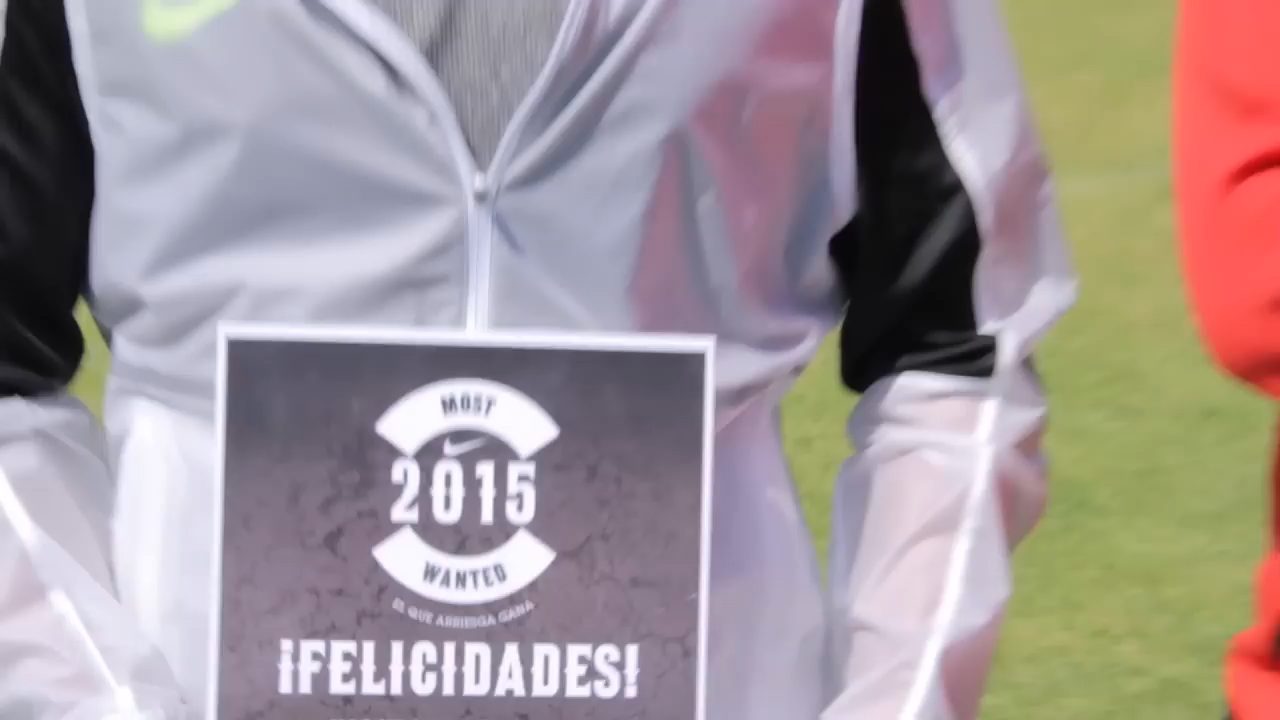 MOST
2015
WANTED
EL QUE ARRIESGA GANA
¡FELICIDADES!